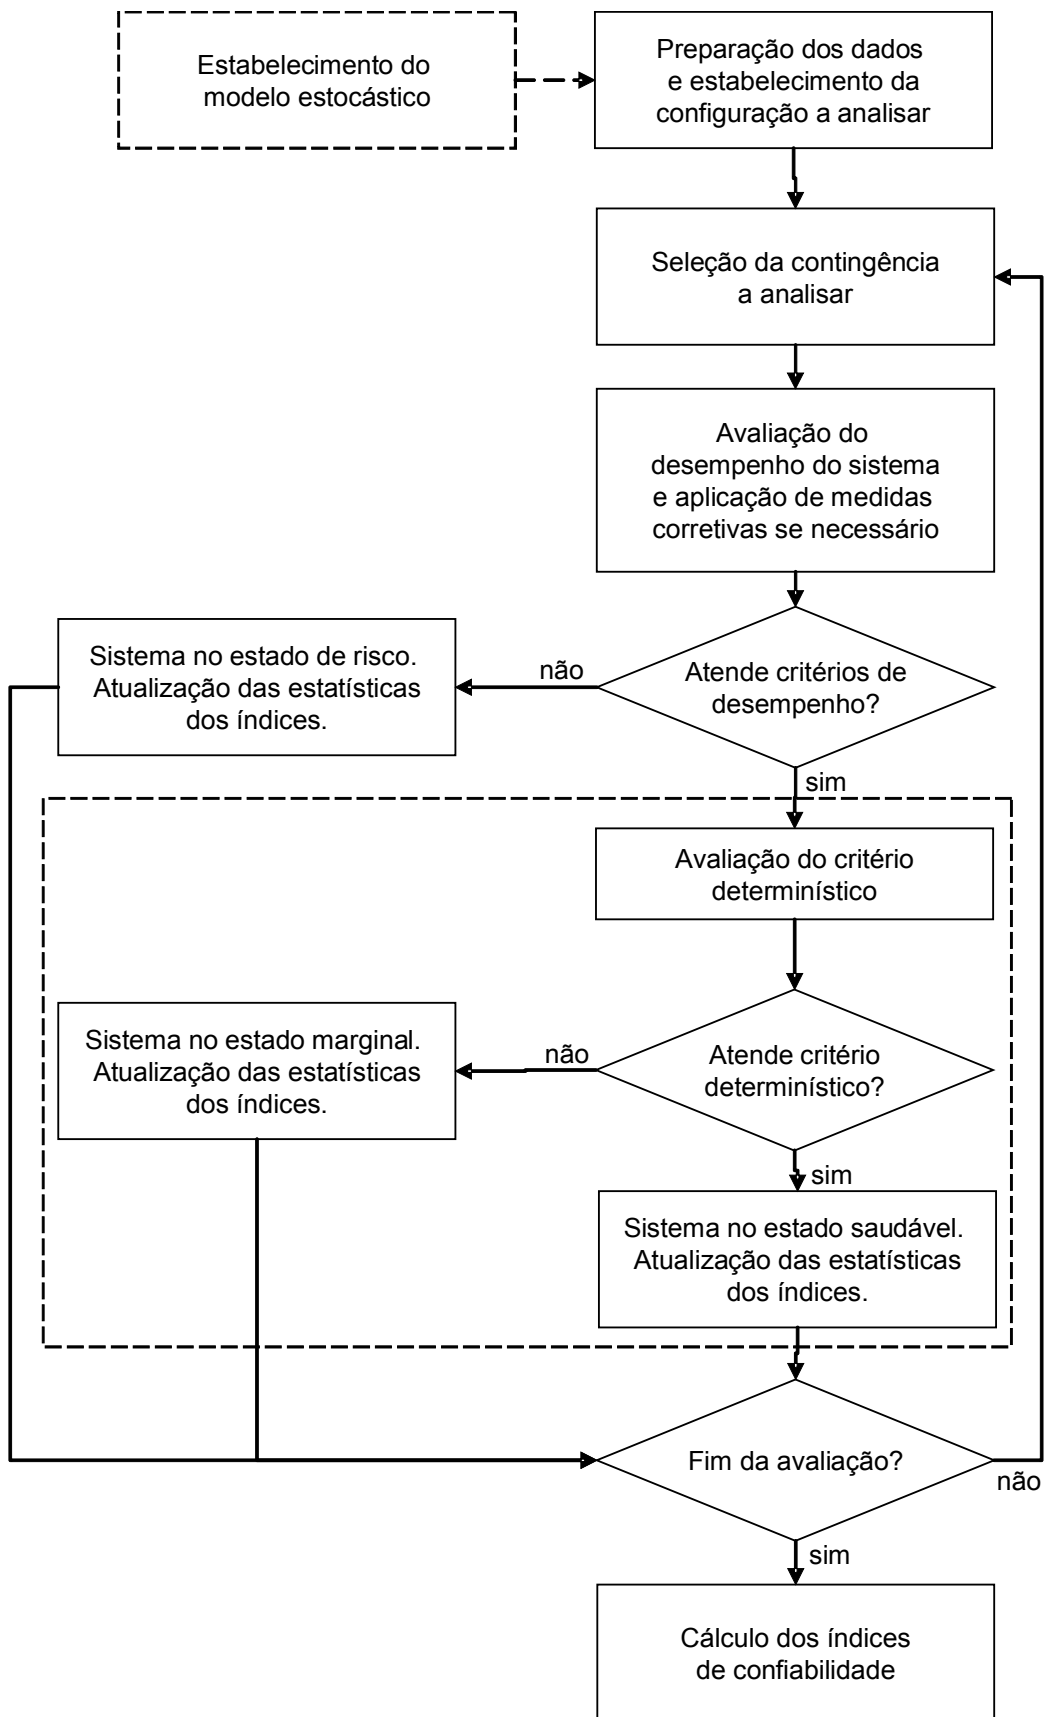 Estabelecimento do
modelo estocástico
Preparação dos dados
e estabelecimento da
configuração a analisar
Seleção da contingência
a analisar
Avaliação do
desempenho do sistema
e aplicação de medidas
corretivas se necessário
Atende critérios de
desempenho?
não
Sistema no estado de risco.
Atualização das estatísticas
dos índices.
sim
Avaliação do critério
determinístico
Atende critério
determinístico?
não
Sistema no estado marginal.
Atualização das estatísticas
dos índices.
sim
Sistema no estado saudável.
Atualização das estatísticas
dos índices.
Fim da avaliação?
não
sim
Cálculo dos índices
de confiabilidade